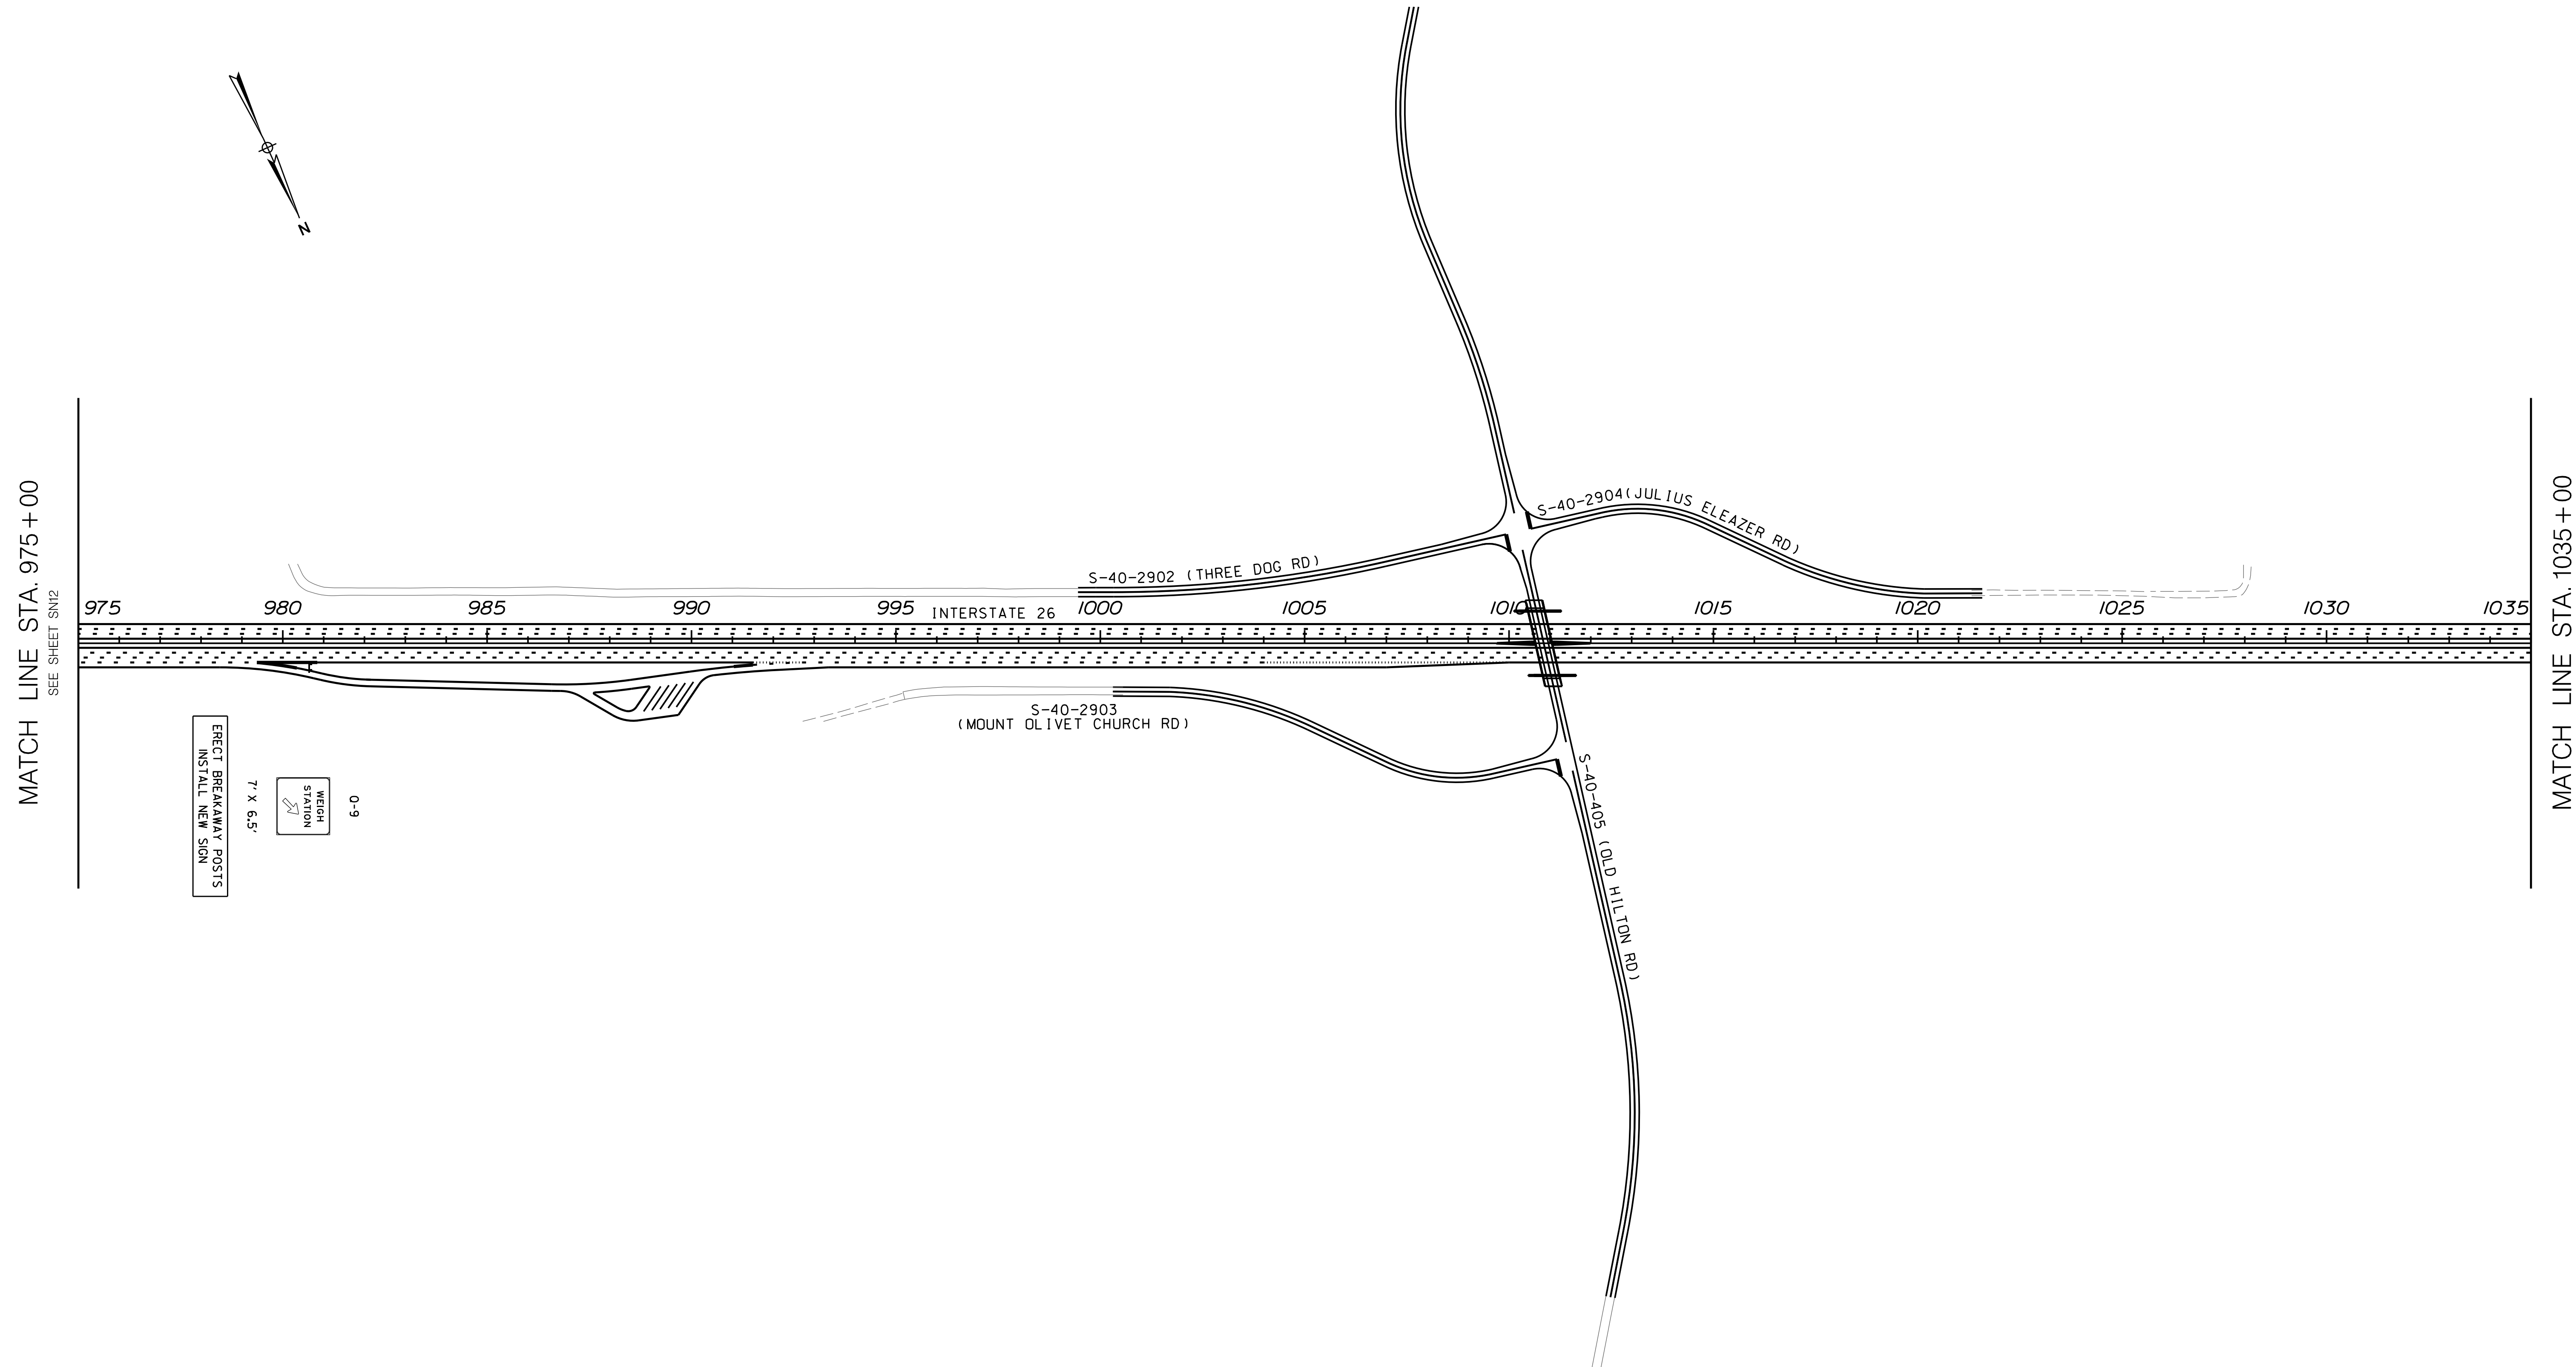 N
MATCH LINE STA. 975+00
SEE SHEET SN12
S-40-2904(JULIUS ELEAZER RD)
S-40-2902 (THREE DOG RD)
975 980 985 990 995 1000 1005 1010 1015 1020 1025 1030 1035
INTERSTATE 26
S-40-2903
(MOUNT OLIVET CHURCH RD)
S-40-405 (OLD HILTON RD)
O-9
WEIGH
STATION
7' X 6.5'
ERECT BREAKAWAY POSTS
INSTALL NEW SIGN
MATCH LINE STA. 1035+00